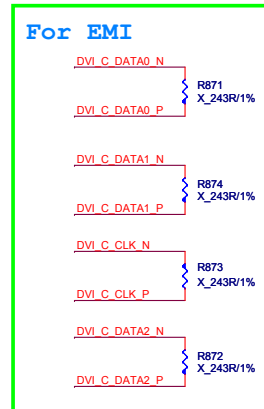 For EMI
DVI_C_DATA0_N
R871
X_243R/1%
DVI_C_DATA0_P
DVI_C_DATA1_N
R874
X_243R/1%
DVI_C_DATA1_P
DVI_C_CLK_N
R873
X_243R/1%
DVI_C_CLK_P
DVI_C_DATA2_N
R872
X_243R/1%
DVI_C_DATA2_P